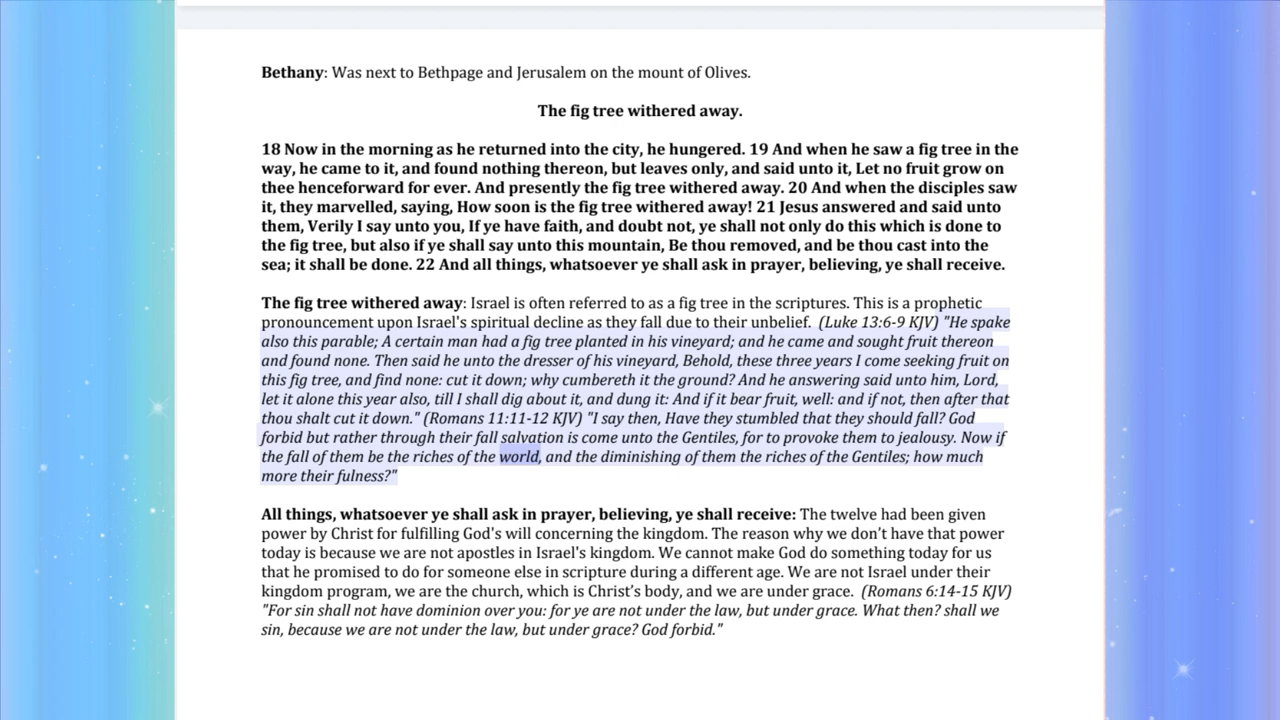 Bethany: Was next to Bethpage and Jerusalem on the mount of Olives.
The fig tree withered away.
18 Now in the morning as he returned into the city, he hungered. 19 And when he saw a fig tree in the
way, he came to it, and found nothing thereon, but leaves only, and said unto it, Let no fruit grow on
thee henceforward for ever. And presently the fig tree withered away. 20 And when the disciples saw
it, they marvelled, saying, How soon is the fig tree withered away! 21 Jesus answered and said unto
them, Verily I say unto you, If ye have faith, and doubt not, ye shall not only do this which is done to
the fig tree, but also if ye shall say unto this mountain, Be thou removed, and be thou cast into the
sea; it shall be done. 22 And all things, whatsoever ye shall ask in prayer, believing, ye shall receive.
The fig tree withered away: Israel is often referred to as a fig tree in the scriptures. This is a prophetic
pronouncement upon Israel's spiritual decline as they fall due to their unbelief. (Luke 13:6-9 KJV) "He spake
also this parable; A certain man had a fig tree planted in his vineyard; and he came and sought fruit thereon
and found none. Then said he unto the dresser of his vineyard, Behold, these three years I come seeking fruit on
this fig tree, and find none: cut it down; why cumbereth it the ground? And he answering said unto him, Lord,
let it alone this year also, till I shall dig about it, and dung it: And if it bear fruit, well: and if not, then after that
thou shalt cut it down." (Romans 11:11-12 KJV) "I say then, Have they stumbled that they should fall? God
forbid but rather through their fall salvation is come unto the Gentiles, for to provoke them to jealousy. Now if
the fall of them be the riches of the world, and the diminishing of them the riches of the Gentiles; how much
more their fulness?"
All things, whatsoever ye shall ask in prayer, believing, ye shall receive: The twelve had been given
power by Christ for fulfilling God's will concerning the kingdom. The reason why we don't have that power
today is because we are not apostles in Israel's kingdom. We cannot make God do something today for us
that he promised to do for someone else in scripture during a different age. We are not Israel under their
kingdom program, we are the church, which is Christ's body, and we are under grace. (Romans 6:14-15 KJV)
"For sin shall not have dominion over you: for ye are not under the law, but under grace. What then? shall we
sin, because we are not under the law, but under grace? God forbid."